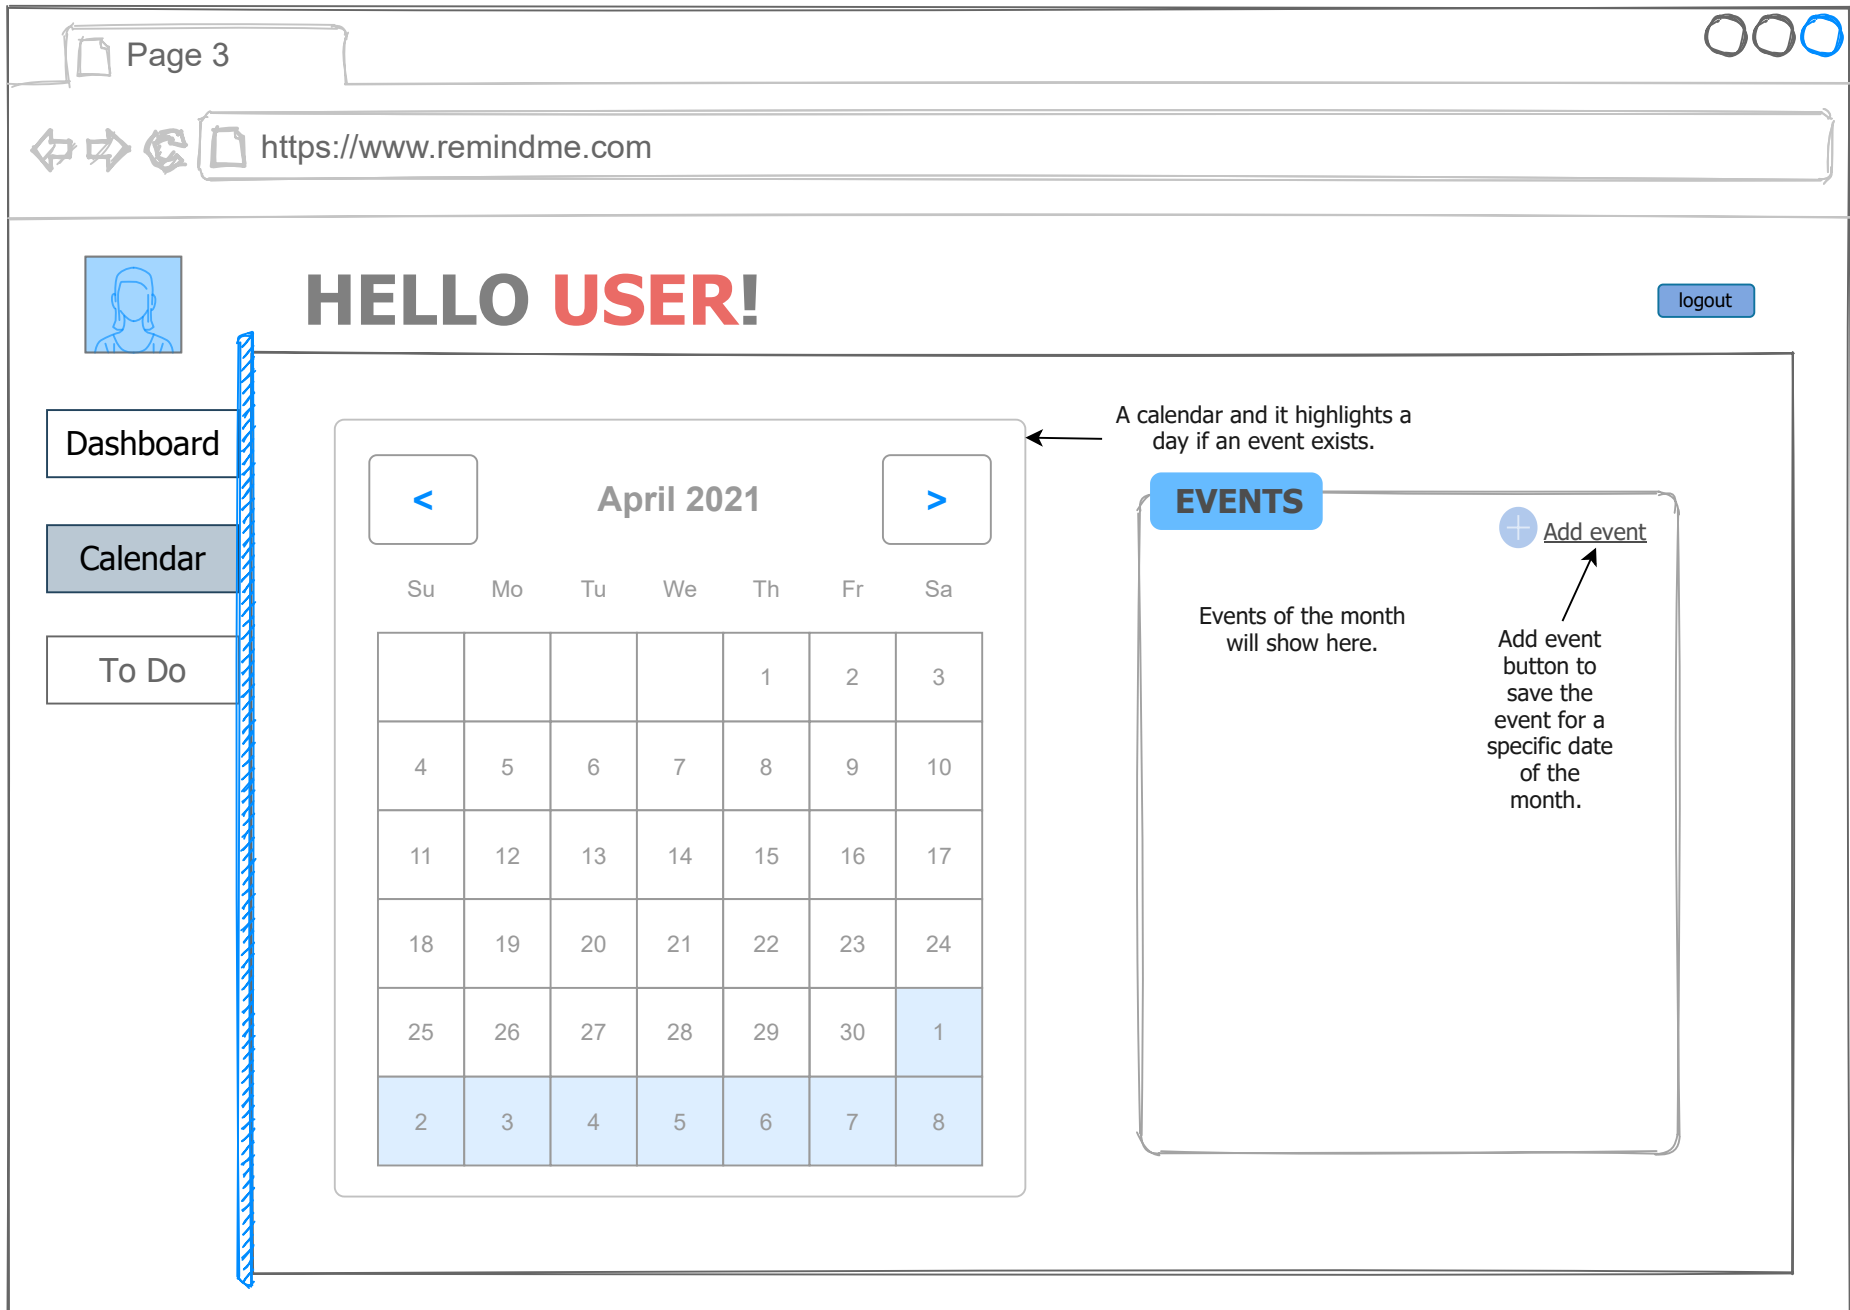 Page 3
https://www.remindme.com
HELLO USER!
logout
Dashboard
Calendar
To Do
A calendar and it highlights a
day if an event exists.
< April 2021 >
Su Mo Tu We Th Fr Sa
1 2 3
4 5 6 7 8 9 10
11 12 13 14 15 16 17
18 19 20 21 22 23 24
25 26 27 28 29 30 1
2 3 4 5 6 7 8
EVENTS
Add event
Events of the month
will show here.
Add event
button to
save the
event for a
specific date
of the
month.